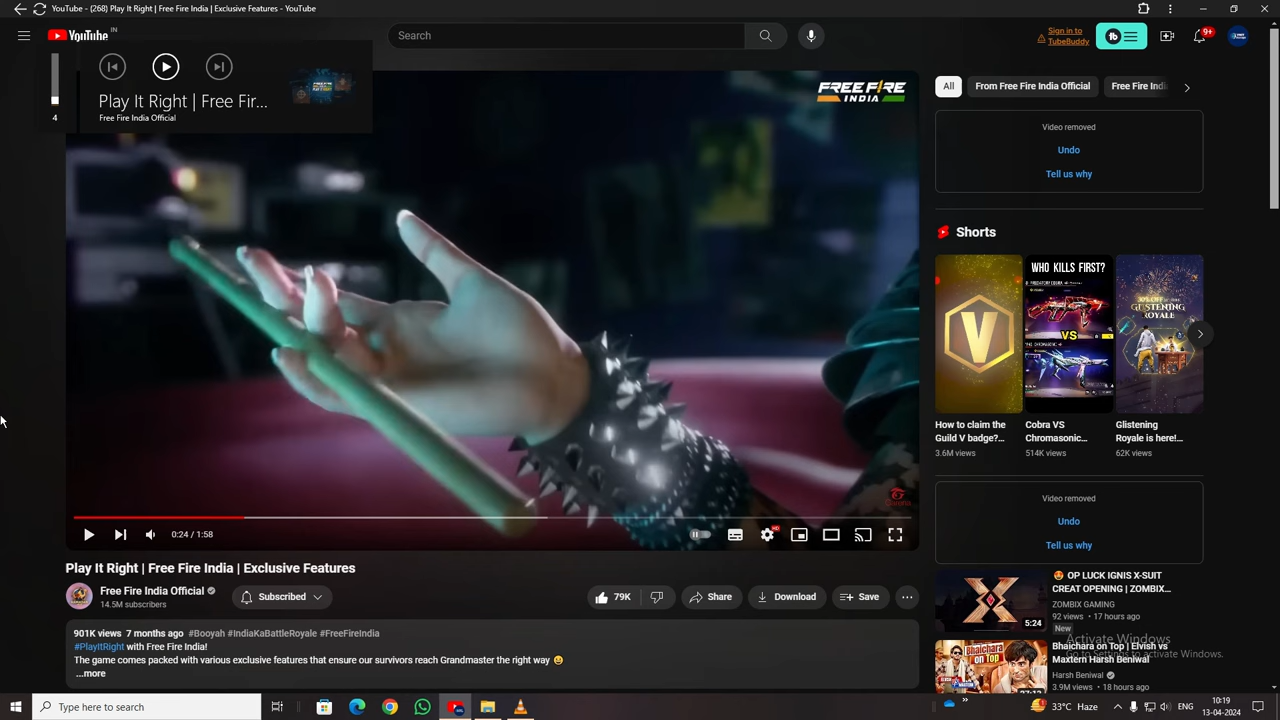 YouTube - (268) Play It Right | Free Fire India | Exclusive Features - YouTube
YouTube IN
Search
Sign in to
TubeBuddy
9+
4
Play It Right | Free Fir...
Free Fire India Official
FREE FIRE
INDIA
Garena
0:24 / 1:58
HD
Play It Right | Free Fire India | Exclusive Features
Free Fire India Official
14.5M subscribers
Subscribed
79K
Share
Download
Save
901K views 7 months ago #Booyah #IndiaKaBattleRoyale #FreeFireIndia
#PlayItRight with Free Fire India!
The game comes packed with various exclusive features that ensure our survivors reach Grandmaster the right way 😀
...more
All
From Free Fire India Official
Free Fire Indi
Video removed
Undo
Tell us why
Shorts
V
WHO KILLS FIRST?
VS
30% OFF
GLISTENING
ROYALE
How to claim the
Guild V badge?...
3.6M views
Cobra VS
Chromasonic...
514K views
Glistening
Royale is here!...
62K views
Video removed
Undo
Tell us why
5:24
😍 OP LUCK IGNIS X-SUIT
CREAT OPENING | ZOMBIX...
ZOMBIX GAMING
92 views • 17 hours ago
New
Bhaichara
on Top
27:13
Bhaichara on Top | Elvish vs
Maxtern Harsh Beniwal
Harsh Beniwal
3.9M views • 18 hours ago
Activate Windows
Go to Settings to activate Windows.
Type here to search
33°C Haze
ENG
10:19
13-04-2024